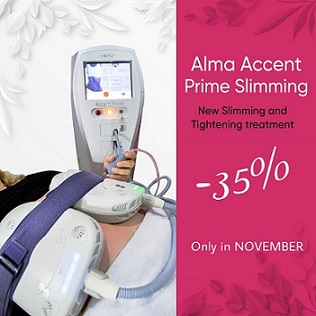 Alma Accent
Prime Slimming
New Slimming and
Tightening treatment
-35%
Only in NOVEMBER